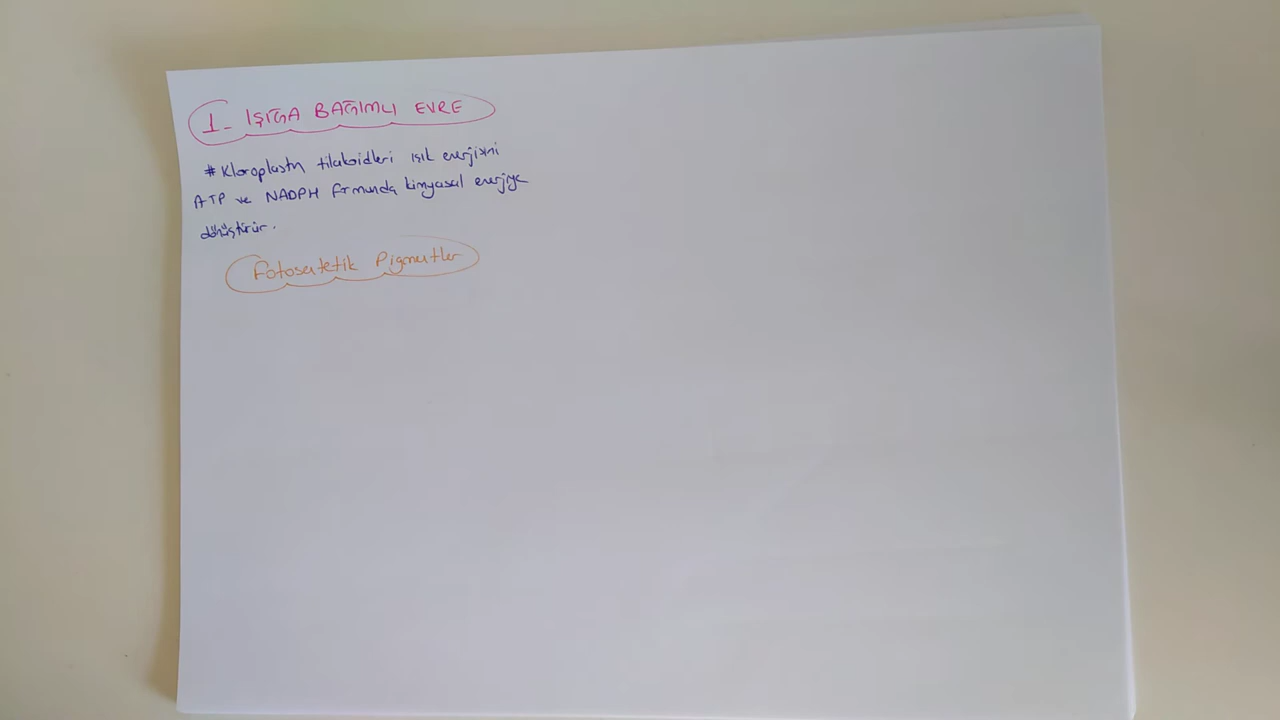 1- IŞIĞA BAĞIMLI EVRE
# Kloroplastın tilakoidleri ışık enerjisini
ATP ve NADPH formunda kimyasal enerjiye
dönüştürür.
Fotosentetik Pigmentler